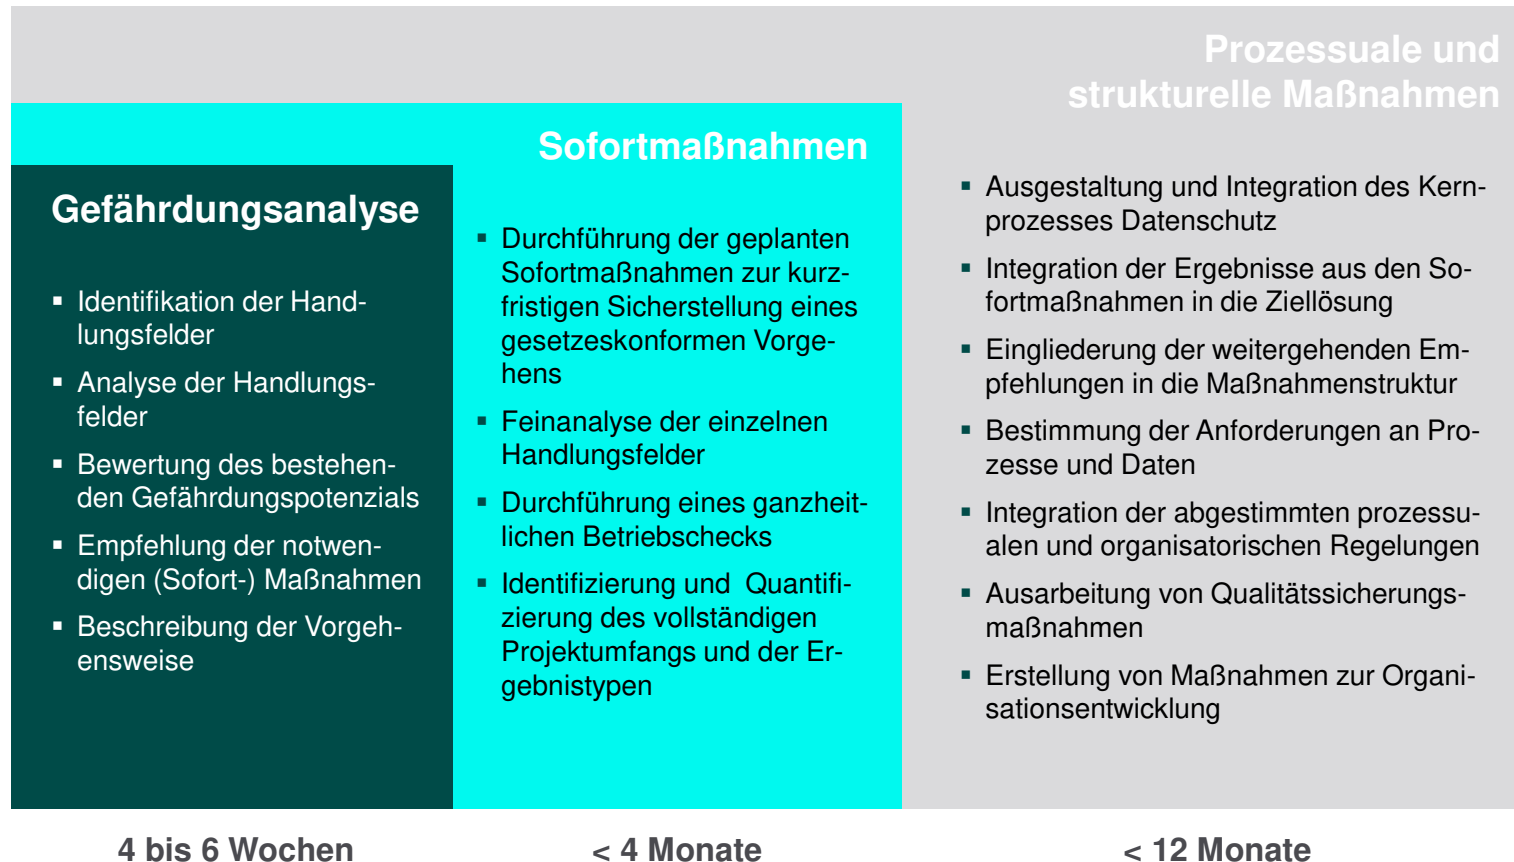 Prozessuale und
strukturelle Maßnahmen
Sofortmaßnahmen
Gefährdungsanalyse
▪ Identifikation der Hand-
lungsfelder
▪ Analyse der Handlungs-
felder
▪ Bewertung des bestehen-
den Gefährdungspotenzials
▪ Empfehlung der notwen-
digen (Sofort-) Maßnahmen
▪ Beschreibung der Vorgeh-
ensweise
▪ Durchführung der geplanten
Sofortmaßnahmen zur kurz-
fristigen Sicherstellung eines
gesetzeskonformen Vorge-
hens
▪ Feinanalyse der einzelnen
Handlungsfelder
▪ Durchführung eines ganzheit-
lichen Betriebschecks
▪ Identifizierung und Quantifi-
zierung des vollständigen
Projektumfangs und der Er-
gebnistypen
▪ Ausgestaltung und Integration des Kern-
prozesses Datenschutz
▪ Integration der Ergebnisse aus den So-
fortmaßnahmen in die Ziellösung
▪ Eingliederung der weitergehenden Em-
pfehlungen in die Maßnahmenstruktur
▪ Bestimmung der Anforderungen an Pro-
zesse und Daten
▪ Integration der abgestimmten prozessu-
alen und organisatorischen Regelungen
▪ Ausarbeitung von Qualitätssicherungs-
maßnahmen
▪ Erstellung von Maßnahmen zur Organi-
sationsentwicklung
4 bis 6 Wochen
< 4 Monate
< 12 Monate